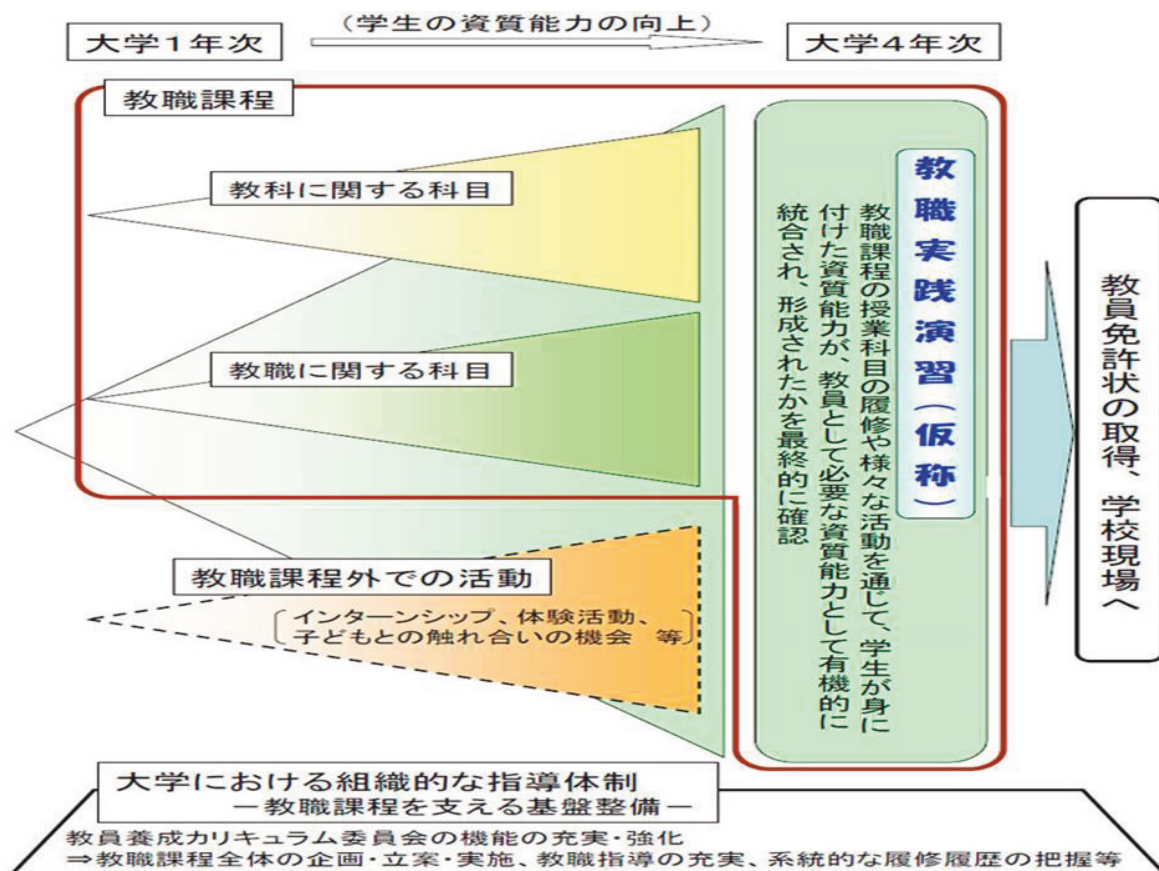 (学生の資質能力の向上)
大学1年次
大学4年次
教職課程
教科に関する科目
教職に関する科目
教職課程外での活動
インターンシップ、体験活動、
子どもとの触れ合いの機会 等
教職実践演習(仮称)
教職課程の授業科目の履修や様々な活動を通じて、学生が身に
付けた資質能力が、教員として必要な資質能力として有機的に
統合され、形成されたかを最終的に確認
教員免許状の取得、学校現場へ
大学における組織的な指導体制
-教職課程を支える基盤整備-
教員養成カリキュラム委員会の機能の充実・強化
⇒教職課程全体の企画・立案・実施、教職指導の充実、系統的な履修履歴の把握等